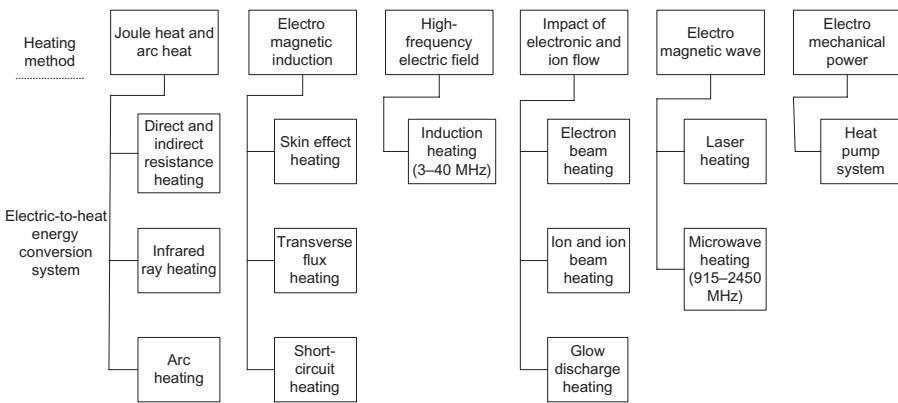 Heating
method
Joule heat and
arc heat
Electro
magnetic
induction
High-
frequency
electric field
Impact of
electronic and
ion flow
Electro
magnetic wave
Electro
mechanical
power
Electric-to-heat
energy
conversion
system
Direct and
indirect
resistance
heating
Infrared
ray heating
Arc
heating
Skin effect
heating
Transverse
flux
heating
Short-
circuit
heating
Induction
heating
(3–40 MHz)
Electron
beam
heating
Ion and ion
beam
heating
Glow
discharge
heating
Laser
heating
Microwave
heating
(915–2450
MHz)
Heat
pump
system